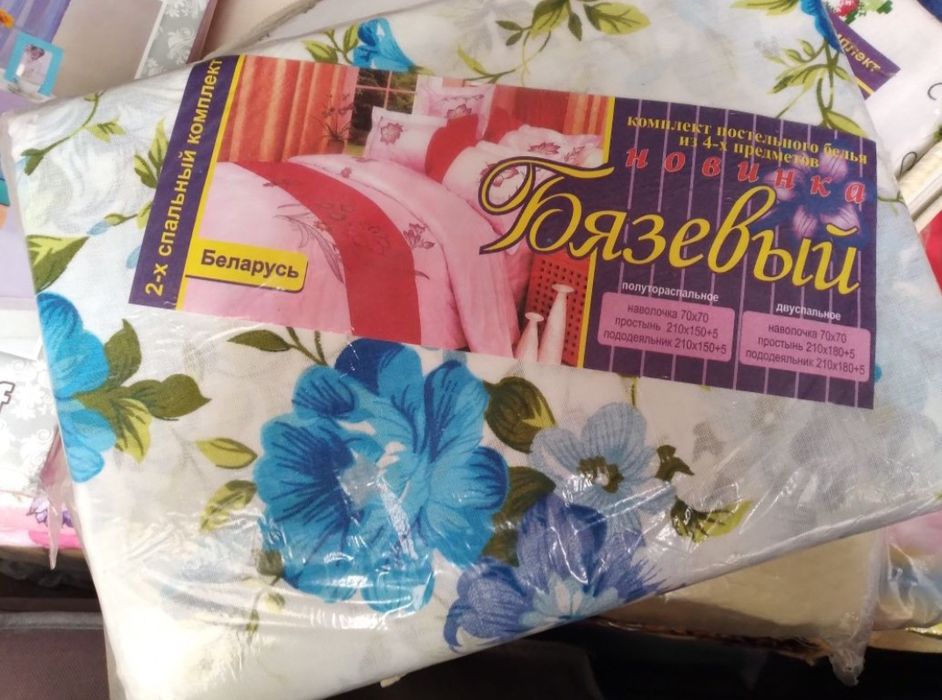 2-х спальный комплект
Беларусь
комплект постельного белья
из 4-х предметов
новинка
Бязевый
полутораспальное
наволочка 70х70
простынь 210х150+5
пододеяльник 210х150+5
двуспальное
наволочка 70х70
простынь 210х180+5
пододеяльник 210х180+5